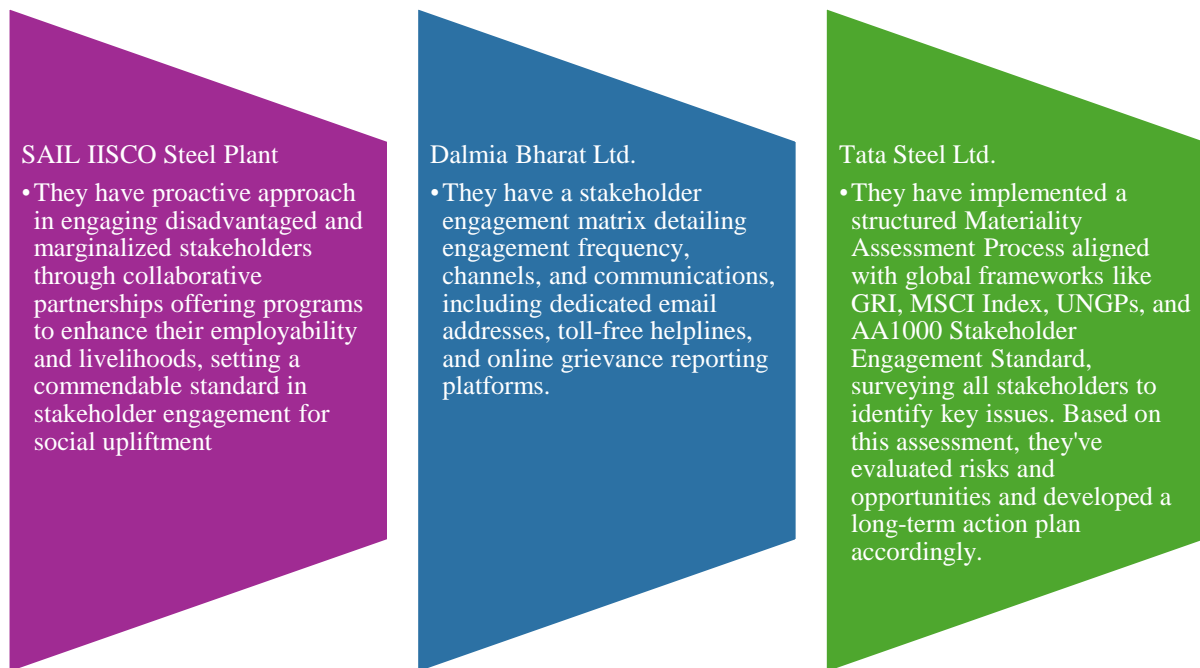 SAIL IISCO Steel Plant
•They have proactive approach
in engaging disadvantaged and
marginalized stakeholders
through collaborative
partnerships offering programs
to enhance their employability
and livelihoods, setting a
commendable standard in
stakeholder engagement for
social upliftment
Dalmia Bharat Ltd.
•They have a stakeholder
engagement matrix detailing
engagement frequency,
channels, and communications,
including dedicated email
addresses, toll-free helplines,
and online grievance reporting
platforms.
Tata Steel Ltd.
•They have implemented a
structured Materiality
Assessment Process aligned
with global frameworks like
GRI, MSCI Index, UNGPs, and
AA1000 Stakeholder
Engagement Standard,
surveying all stakeholders to
identify key issues. Based on
this assessment, they've
evaluated risks and
opportunities and developed a
long-term action plan
accordingly.